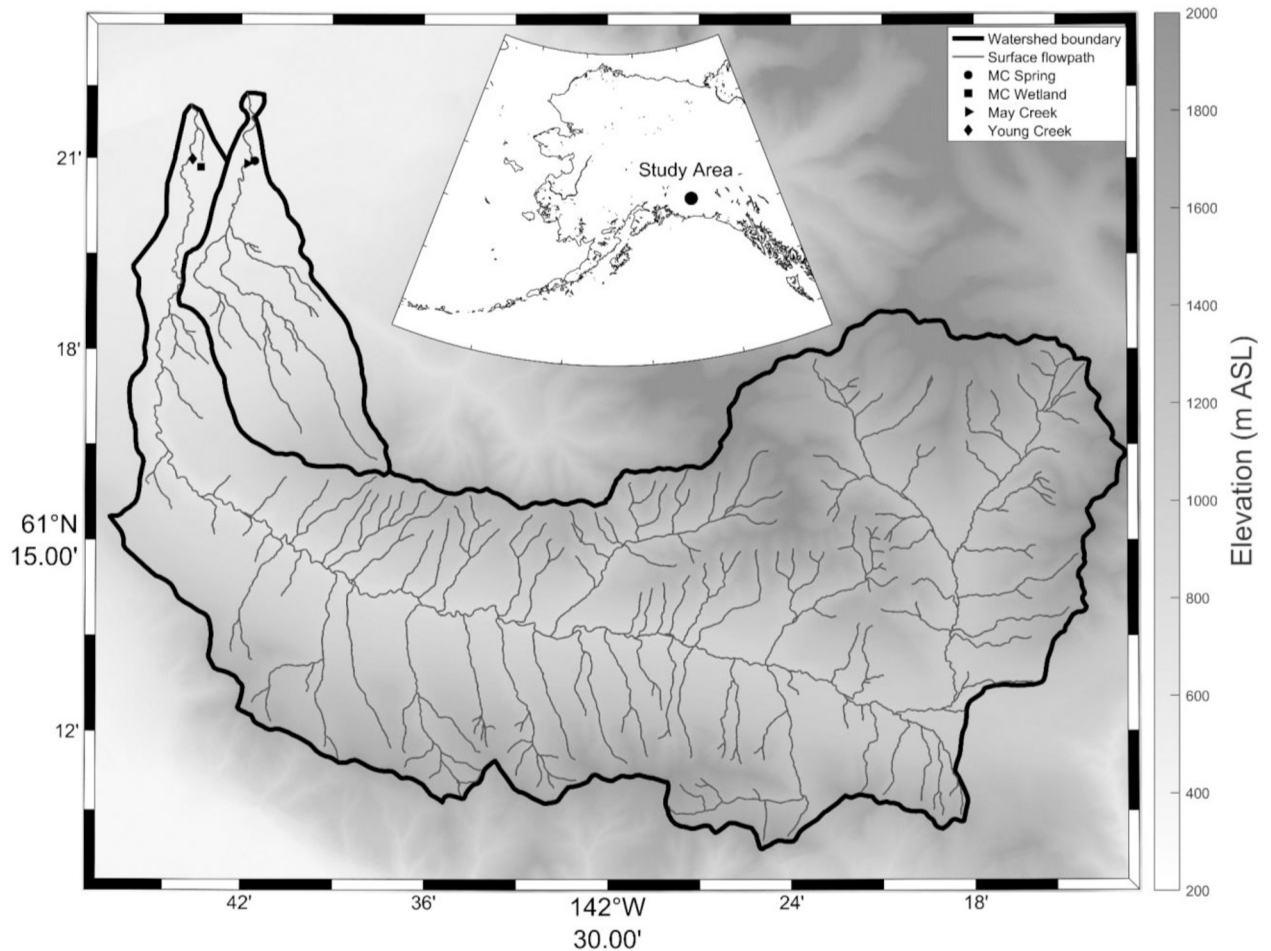 Watershed boundary
Surface flowpath
MC Spring
MC Wetland
May Creek
Young Creek
Study Area
21'
18'
61°N
15.00'
12'
42'
36'
142°W
30.00'
24'
18'
2000
1800
1600
1400
1200
1000
800
600
400
200
Elevation (m ASL)